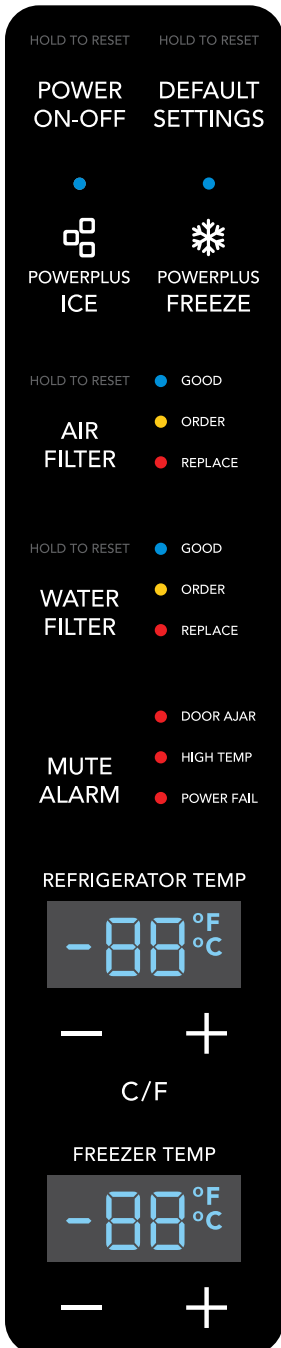 HOLD TO RESET HOLD TO RESET
POWER ON-OFF
DEFAULT SETTINGS
POWERPLUS ICE
POWERPLUS FREEZE
HOLD TO RESET
AIR
FILTER
GOOD
ORDER
REPLACE
HOLD TO RESET
WATER
FILTER
GOOD
ORDER
REPLACE
MUTE
ALARM
DOOR AJAR
HIGH TEMP
POWER FAIL
REFRIGERATOR TEMP
-88 °F
°C
− +
C/F
FREEZER TEMP
-88 °F
°C
− +